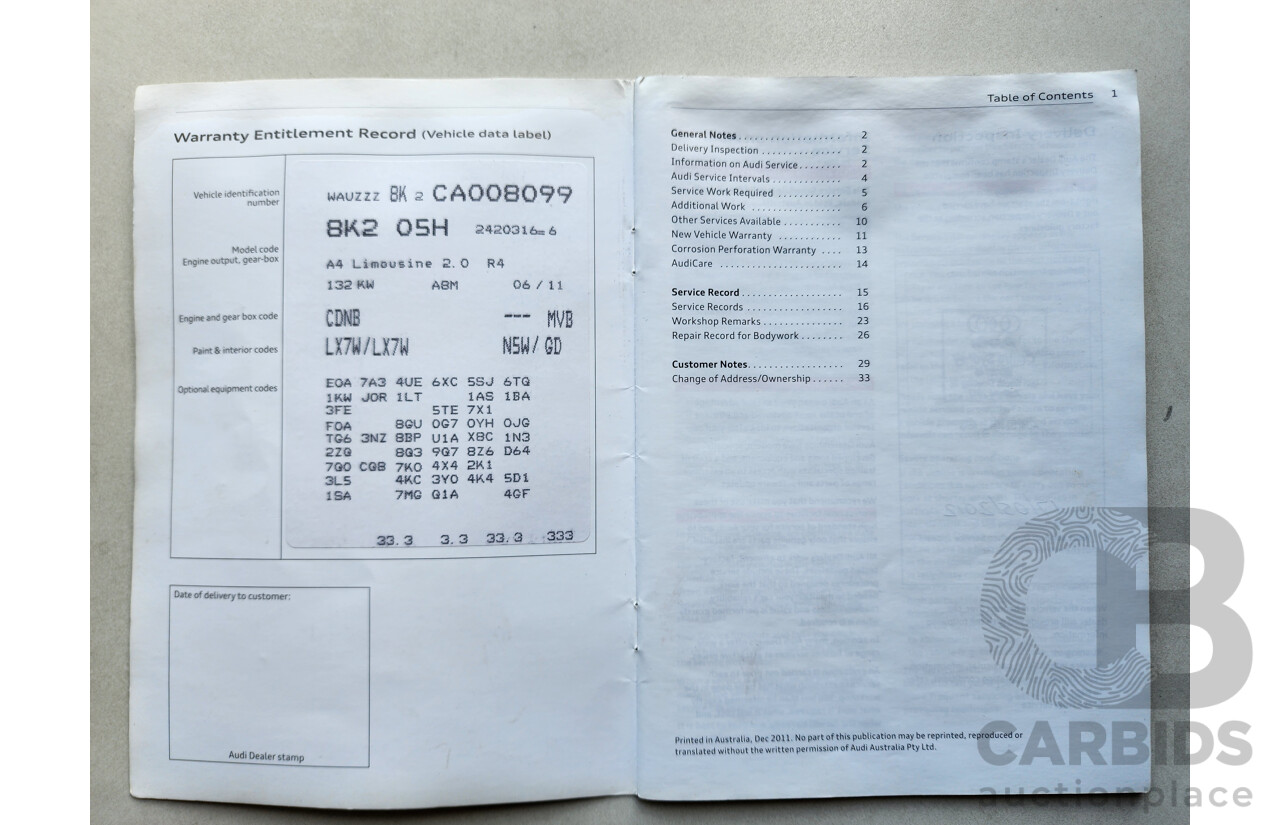 Warranty Entitlement Record (Vehicle data label)
Vehicle identification number
WAUZZZ 8K 2 CA008099
8K2 05H 2420316=6
Model code
Engine output, gear-box
A4 Limousine 2.0 R4
132 KW ABM 06 / 11
Engine and gear box code
CDNB --- MVB
Paint & interior codes
LX7W/LX7W N5W/ GD
Optional equipment codes
E0A 7A3 4UE 6XC 5SJ 6TQ
1KW J0R 1LT 1AS 1BA
3FE 5TE 7X1
F0A 8GU 0G7 0YH 0JG
TG6 3NZ 8BP U1A X8C 1N3
2ZQ 8Q3 9Q7 8Z6 D64
7Q0 CQ8 7K0 4X4 2K1
3L5 4KC 3Y0 4K4 5D1
1SA 7MG Q1A 4GF
33.3 3.3 33.3 333
Date of delivery to customer:
Audi Dealer stamp
Table of Contents 1
General Notes .................... 2
Delivery Inspection ............... 2
Information on Audi Service........ 2
Audi Service Intervals ............. 4
Service Work Required ............. 5
Additional Work ................. 6
Other Services Available ........... 10
New Vehicle Warranty ............ 11
Corrosion Perforation Warranty .... 13
AudiCare ....................... 14
Service Record ................... 15
Service Records .................. 16
Workshop Remarks ............... 23
Repair Record for Bodywork ........ 26
Customer Notes.................. 29
Change of Address/Ownership ...... 33
Printed in Australia, Dec 2011. No part of this publication may be reprinted, reproduced or
translated without the written permission of Audi Australia Pty Ltd.
CARBIDS
auctionplace